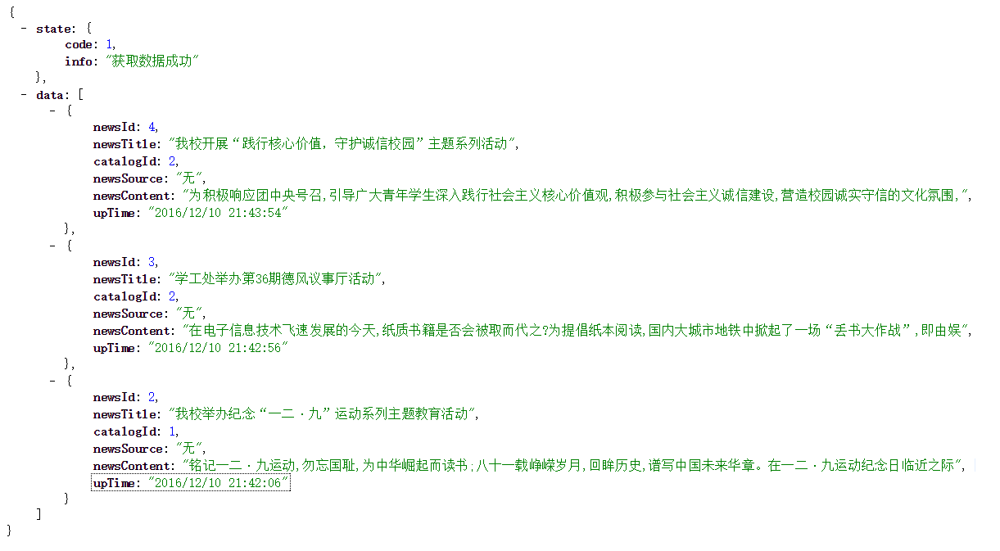 {
- state: {
code: 1,
info: "获取数据成功"
},
- data: [
- {
newsId: 4,
newsTitle: "我校开展“践行核心价值，守护诚信校园”主题系列活动",
catalogId: 2,
newsSource: "无",
newsContent: "为积极响应团中央号召,引导广大青年学生深入践行社会主义核心价值观,积极参与社会主义诚信建设,营造校园诚实守信的文化氛围,",
upTime: "2016/12/10 21:43:54"
},
- {
newsId: 3,
newsTitle: "学工处举办第36期德风议事厅活动",
catalogId: 2,
newsSource: "无",
newsContent: "在电子信息技术飞速发展的今天,纸质书籍是否会被取而代之?为提倡纸本阅读,国内大城市地铁中掀起了一场“丢书大作战”,即由娱",
upTime: "2016/12/10 21:42:56"
},
- {
newsId: 2,
newsTitle: "我校举办纪念“一二·九”运动系列主题教育活动",
catalogId: 1,
newsSource: "无",
newsContent: "铭记一二·九运动,勿忘国耻,为中华崛起而读书;八十一载峥嵘岁月,回眸历史,谱写中国未来华章。在一二·九运动纪念日临近之际",
upTime: "2016/12/10 21:42:06"
}
]
}